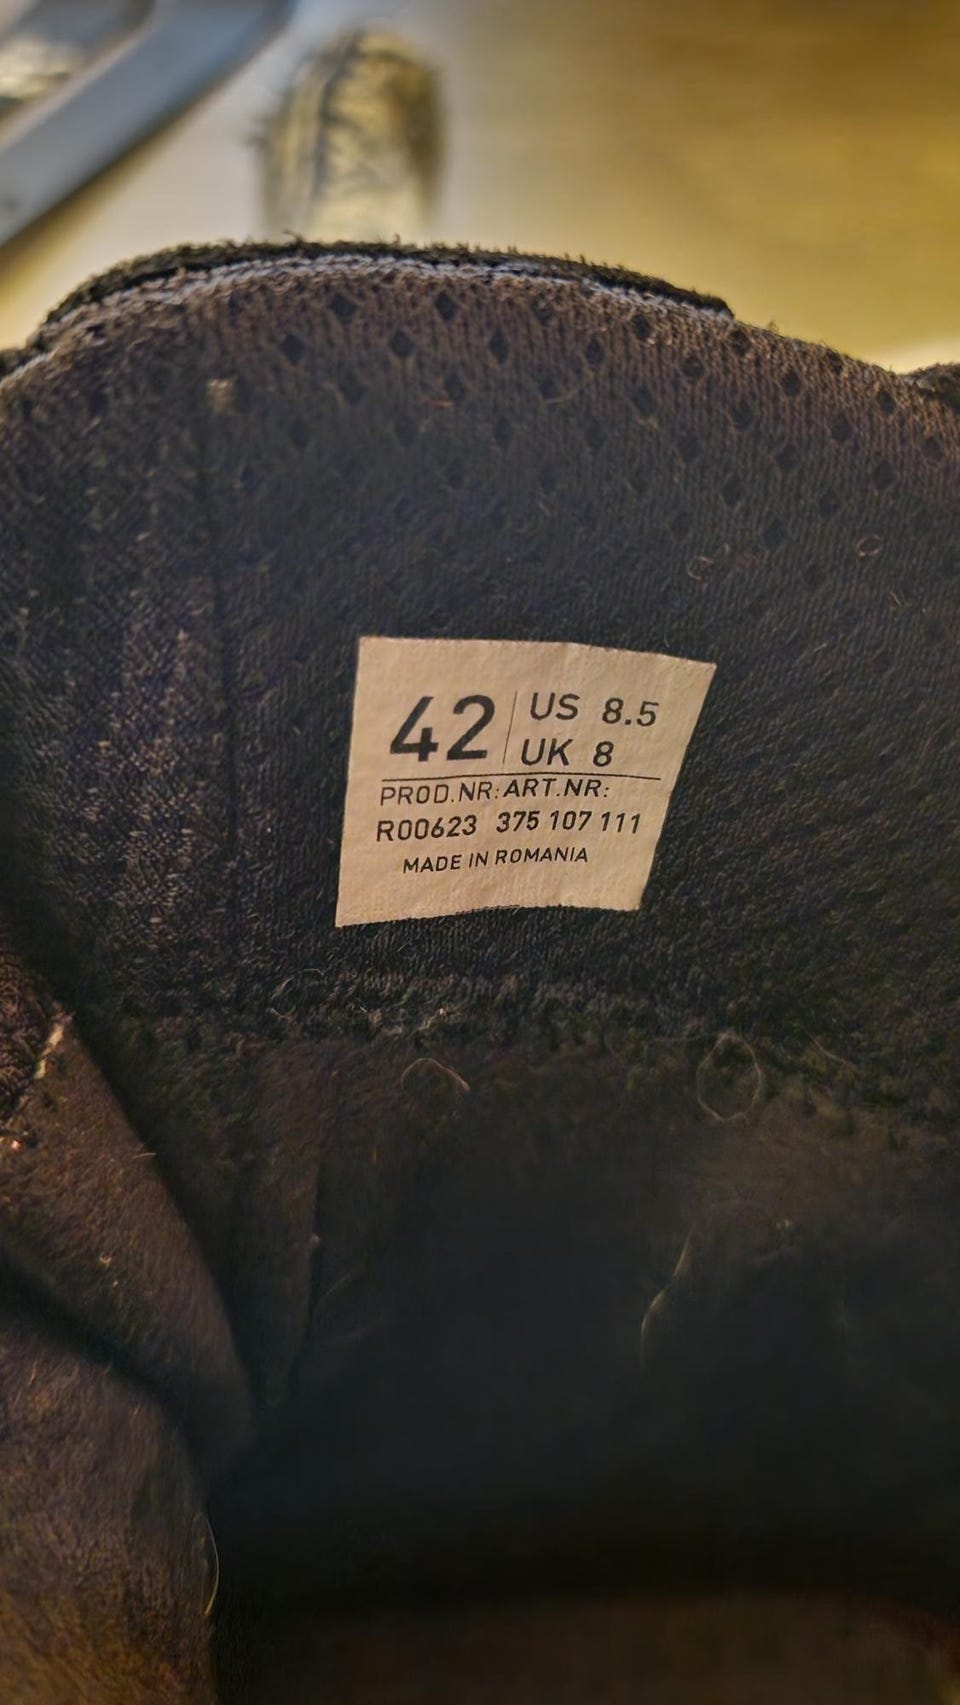 42 US 8.5
UK 8
PROD.NR: ART.NR:
R00623 375 107 111
MADE IN ROMANIA